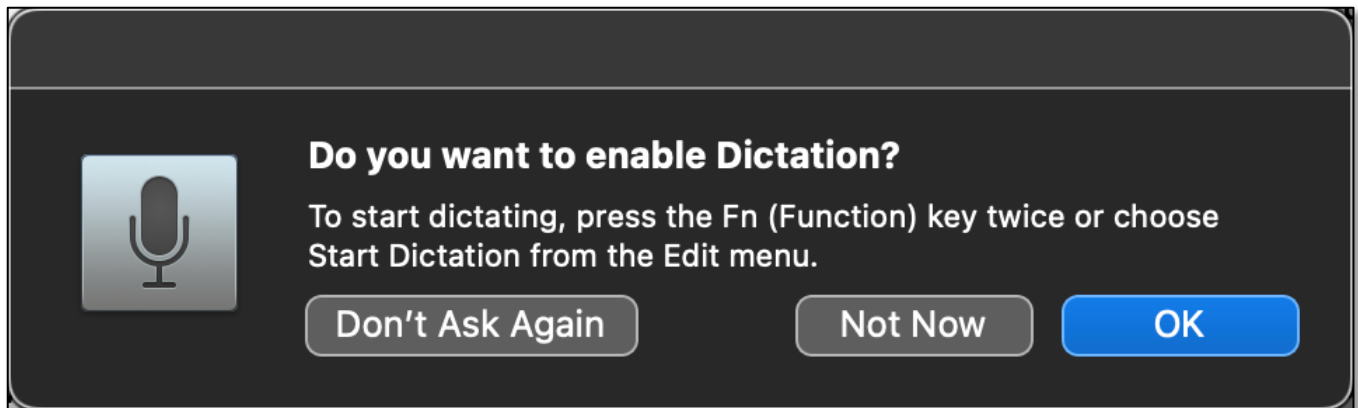 Do you want to enable Dictation?
To start dictating, press the Fn (Function) key twice or choose
Start Dictation from the Edit menu.
Don’t Ask Again
Not Now
OK